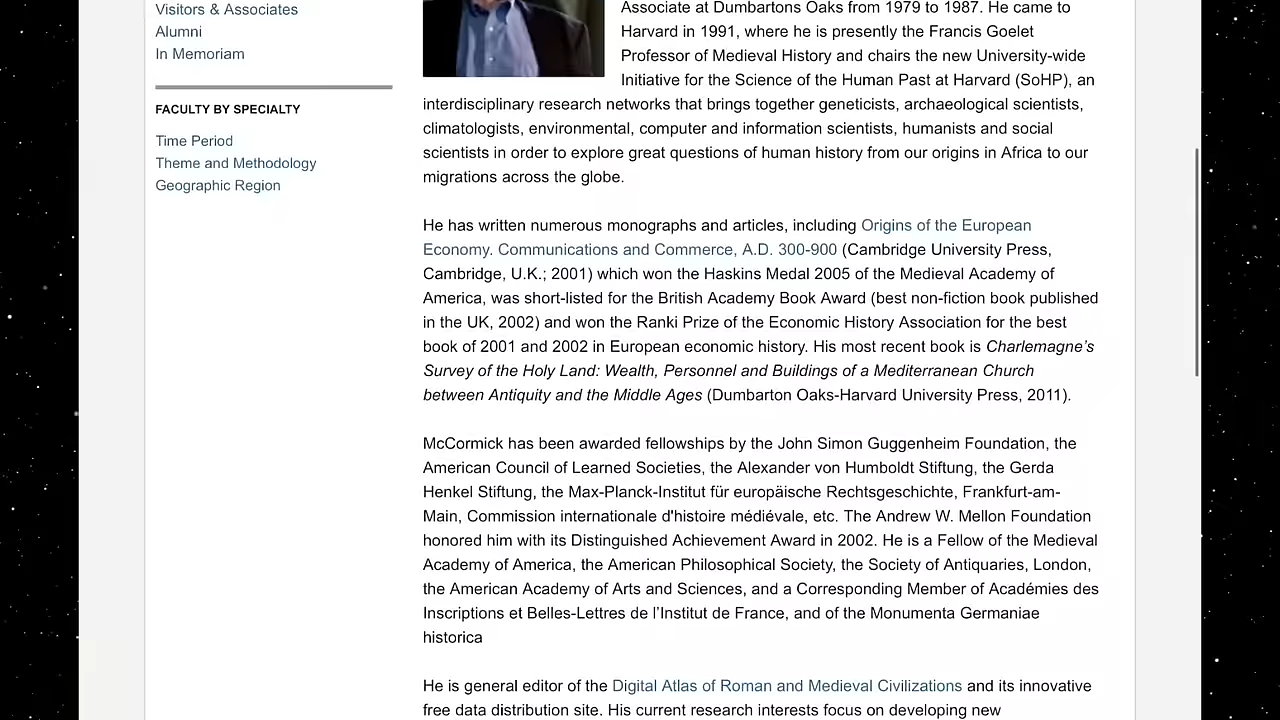 Visitors & Associates
Alumni
In Memoriam
FACULTY BY SPECIALTY
Time Period
Theme and Methodology
Geographic Region
Associate at Dumbartons Oaks from 1979 to 1987. He came to
Harvard in 1991, where he is presently the Francis Goelet
Professor of Medieval History and chairs the new University-wide
Initiative for the Science of the Human Past at Harvard (SoHP), an
interdisciplinary research networks that brings together geneticists, archaeological scientists,
climatologists, environmental, computer and information scientists, humanists and social
scientists in order to explore great questions of human history from our origins in Africa to our
migrations across the globe.
He has written numerous monographs and articles, including Origins of the European
Economy. Communications and Commerce, A.D. 300-900 (Cambridge University Press,
Cambridge, U.K.; 2001) which won the Haskins Medal 2005 of the Medieval Academy of
America, was short-listed for the British Academy Book Award (best non-fiction book published
in the UK, 2002) and won the Ranki Prize of the Economic History Association for the best
book of 2001 and 2002 in European economic history. His most recent book is Charlemagne’s
Survey of the Holy Land: Wealth, Personnel and Buildings of a Mediterranean Church
between Antiquity and the Middle Ages (Dumbarton Oaks-Harvard University Press, 2011).
McCormick has been awarded fellowships by the John Simon Guggenheim Foundation, the
American Council of Learned Societies, the Alexander von Humboldt Stiftung, the Gerda
Henkel Stiftung, the Max-Planck-Institut für europäische Rechtsgeschichte, Frankfurt-am-
Main, Commission internationale d'histoire médiévale, etc. The Andrew W. Mellon Foundation
honored him with its Distinguished Achievement Award in 2002. He is a Fellow of the Medieval
Academy of America, the American Philosophical Society, the Society of Antiquaries, London,
the American Academy of Arts and Sciences, and a Corresponding Member of Académies des
Inscriptions et Belles-Lettres de l’Institut de France, and of the Monumenta Germaniae
historica
He is general editor of the Digital Atlas of Roman and Medieval Civilizations and its innovative
free data distribution site. His current research interests focus on developing new